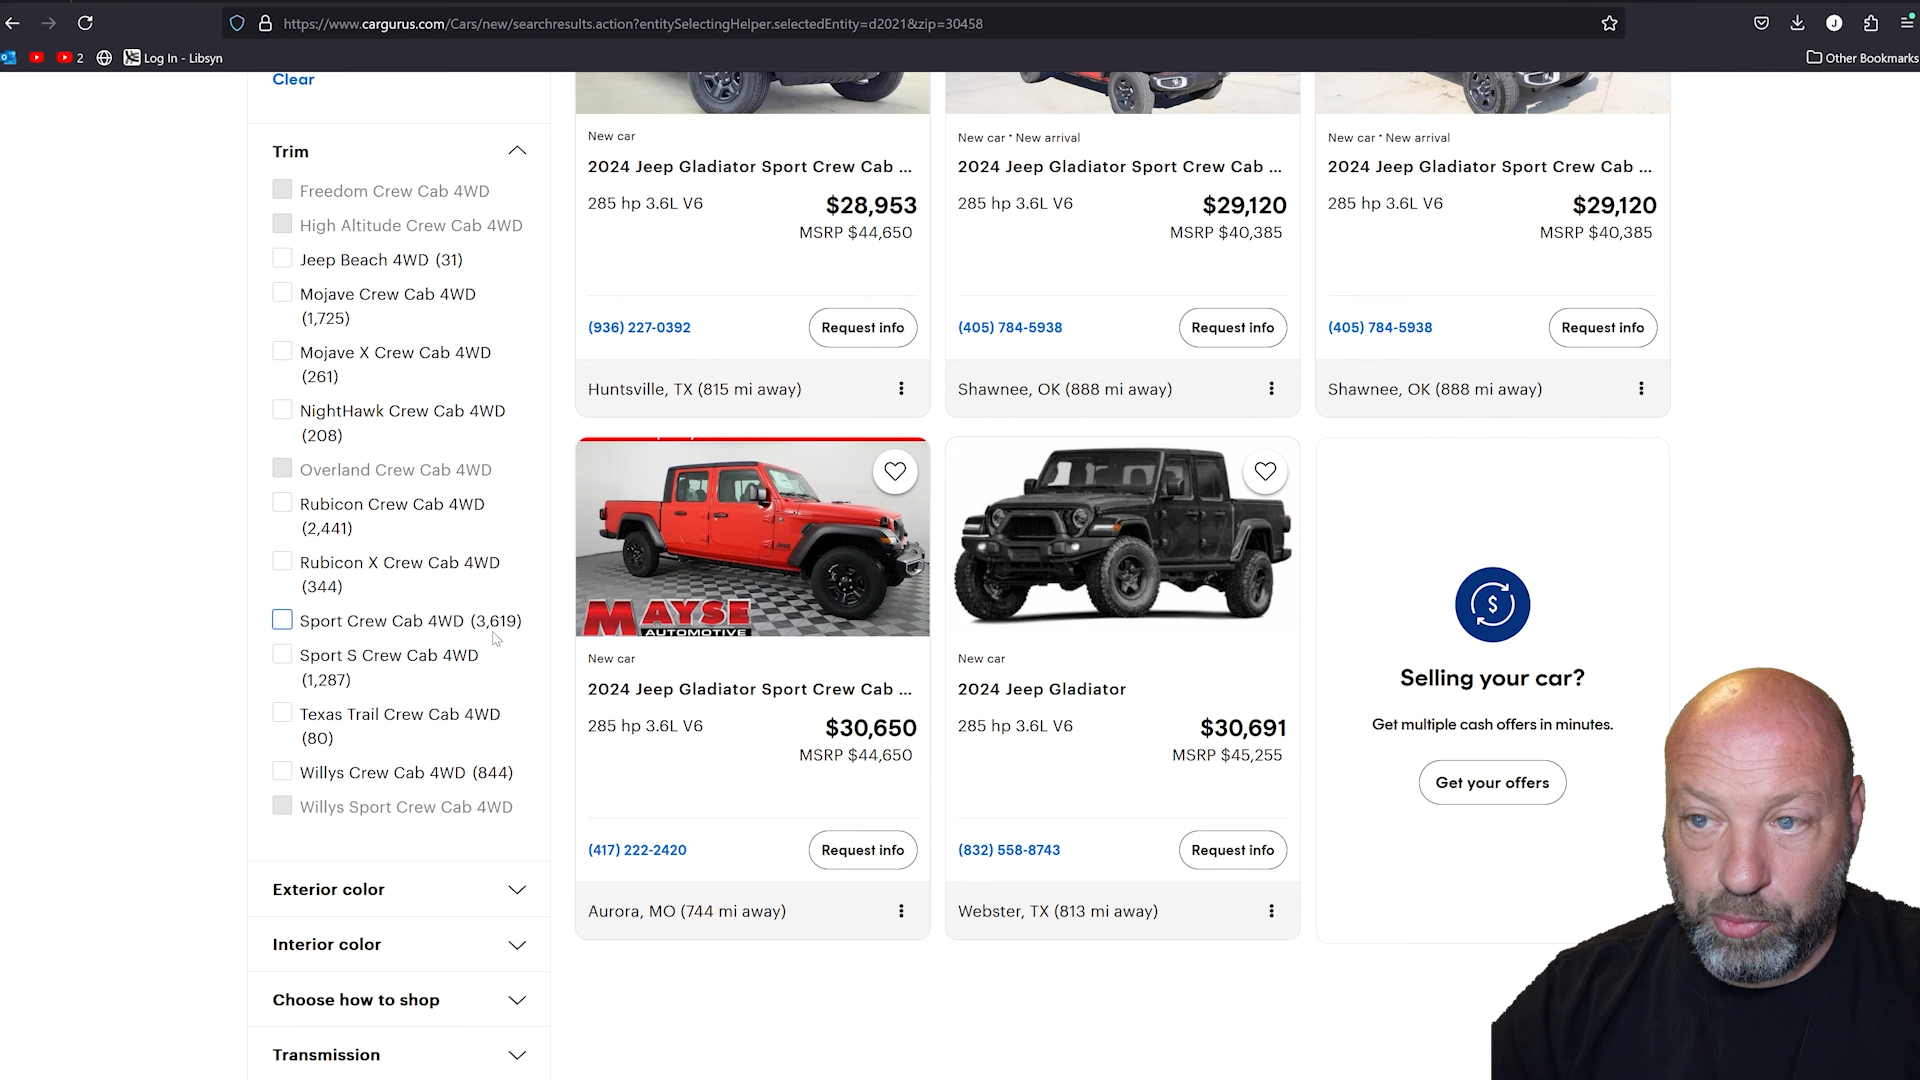 https://www.cargurus.com/Cars/new/searchresults.action?entitySelectingHelper.selectedEntity=d2021&zip=30458
J
2
Log In - Libsyn
Other Bookmarks
Clear
Trim
Freedom Crew Cab 4WD
High Altitude Crew Cab 4WD
Jeep Beach 4WD (31)
Mojave Crew Cab 4WD
(1,725)
Mojave X Crew Cab 4WD
(261)
NightHawk Crew Cab 4WD
(208)
Overland Crew Cab 4WD
Rubicon Crew Cab 4WD
(2,441)
Rubicon X Crew Cab 4WD
(344)
Sport Crew Cab 4WD (3,619)
Sport S Crew Cab 4WD
(1,287)
Texas Trail Crew Cab 4WD
(80)
Willys Crew Cab 4WD (844)
Willys Sport Crew Cab 4WD
Exterior color
Interior color
Choose how to shop
Transmission
New car
2024 Jeep Gladiator Sport Crew Cab ...
285 hp 3.6L V6
$28,953
MSRP $44,650
(936) 227-0392
Request info
Huntsville, TX (815 mi away)
New car · New arrival
2024 Jeep Gladiator Sport Crew Cab ...
285 hp 3.6L V6
$29,120
MSRP $40,385
(405) 784-5938
Request info
Shawnee, OK (888 mi away)
New car · New arrival
2024 Jeep Gladiator Sport Crew Cab ...
285 hp 3.6L V6
$29,120
MSRP $40,385
(405) 784-5938
Request info
Shawnee, OK (888 mi away)
MAYSE
AUTOMOTIVE
New car
2024 Jeep Gladiator Sport Crew Cab ...
285 hp 3.6L V6
$30,650
MSRP $44,650
(417) 222-2420
Request info
Aurora, MO (744 mi away)
New car
2024 Jeep Gladiator
285 hp 3.6L V6
$30,691
MSRP $45,255
(832) 558-8743
Request info
Webster, TX (813 mi away)
$
Selling your car?
Get multiple cash offers in minutes.
Get your offers